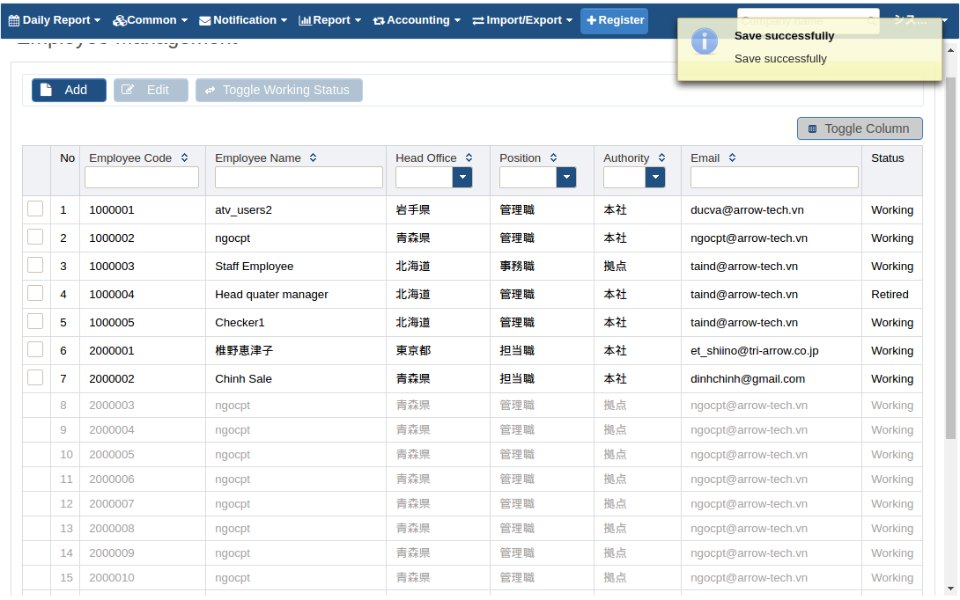 Daily Report Common Notification Report Accounting Import/Export + Register Company name シス...
Save successfully
Save successfully
Employee Management
Add Edit Toggle Working Status
Toggle Column
No Employee Code Employee Name Head Office Position Authority Email Status
1 1000001 atv_users2 岩手県 管理職 本社 ducva@arrow-tech.vn Working
2 1000002 ngocpt 青森県 管理職 本社 ngocpt@arrow-tech.vn Working
3 1000003 Staff Employee 北海道 事務職 拠点 taind@arrow-tech.vn Working
4 1000004 Head quater manager 北海道 管理職 本社 taind@arrow-tech.vn Retired
5 1000005 Checker1 北海道 管理職 本社 taind@arrow-tech.vn Working
6 2000001 椎野恵津子 東京都 担当職 本社 et_shiino@tri-arrow.co.jp Working
7 2000002 Chinh Sale 青森県 担当職 本社 dinhchinh@gmail.com Working
8 2000003 ngocpt 青森県 管理職 拠点 ngocpt@arrow-tech.vn Working
9 2000004 ngocpt 青森県 管理職 拠点 ngocpt@arrow-tech.vn Working
10 2000005 ngocpt 青森県 管理職 拠点 ngocpt@arrow-tech.vn Working
11 2000006 ngocpt 青森県 管理職 拠点 ngocpt@arrow-tech.vn Working
12 2000007 ngocpt 青森県 管理職 拠点 ngocpt@arrow-tech.vn Working
13 2000008 ngocpt 青森県 管理職 拠点 ngocpt@arrow-tech.vn Working
14 2000009 ngocpt 青森県 管理職 拠点 ngocpt@arrow-tech.vn Working
15 2000010 ngocpt 青森県 管理職 拠点 ngocpt@arrow-tech.vn Working